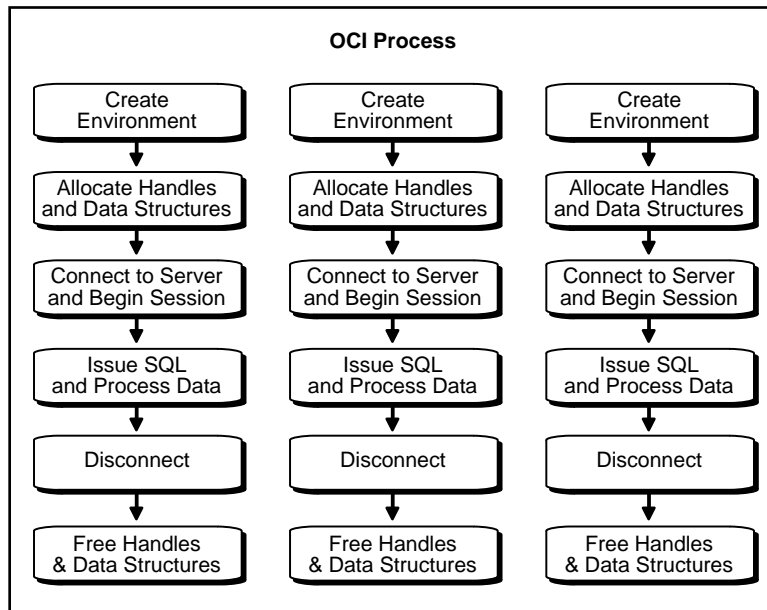 OCI Process
Create
Environment
Allocate Handles
and Data Structures
Connect to Server
and Begin Session
Issue SQL
and Process Data
Disconnect
Free Handles
& Data Structures
Create
Environment
Allocate Handles
and Data Structures
Connect to Server
and Begin Session
Issue SQL
and Process Data
Disconnect
Free Handles
& Data Structures
Create
Environment
Allocate Handles
and Data Structures
Connect to Server
and Begin Session
Issue SQL
and Process Data
Disconnect
Free Handles
& Data Structures